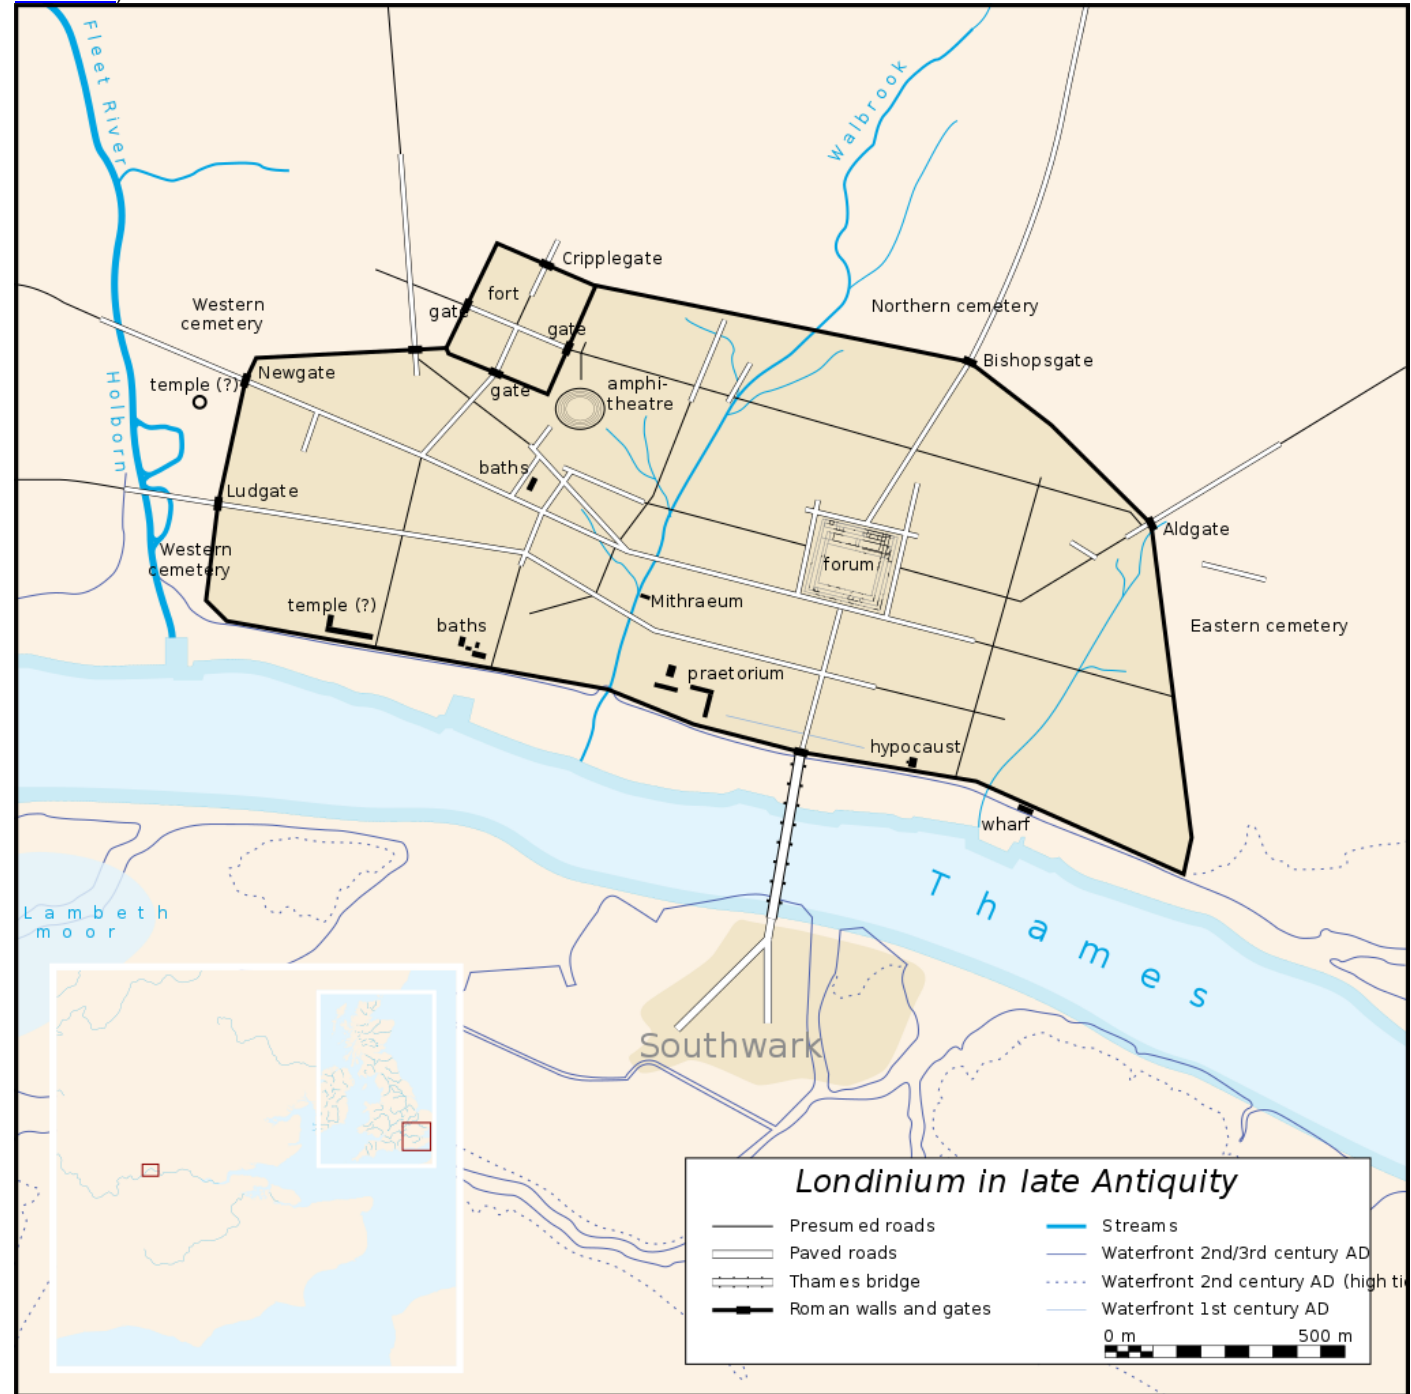 Fleet River
Walbrook
Cripplegate
fort
Western
cemetery
gate
gate
Northern cemetery
Newgate
Bishopsgate
temple (?)
gate
amphi-
theatre
Holborn
baths
Ludgate
Aldgate
Western
cemetery
forum
temple (?)
Mithraeum
baths
Eastern cemetery
praetorium
hypocaust
wharf
Thames
Lambeth
moor
Southwark
Londinium in late Antiquity
Presumed roads
Paved roads
Thames bridge
Roman walls and gates
Streams
Waterfront 2nd/3rd century AD
Waterfront 2nd century AD (high ti
Waterfront 1st century AD
0 m 500 m